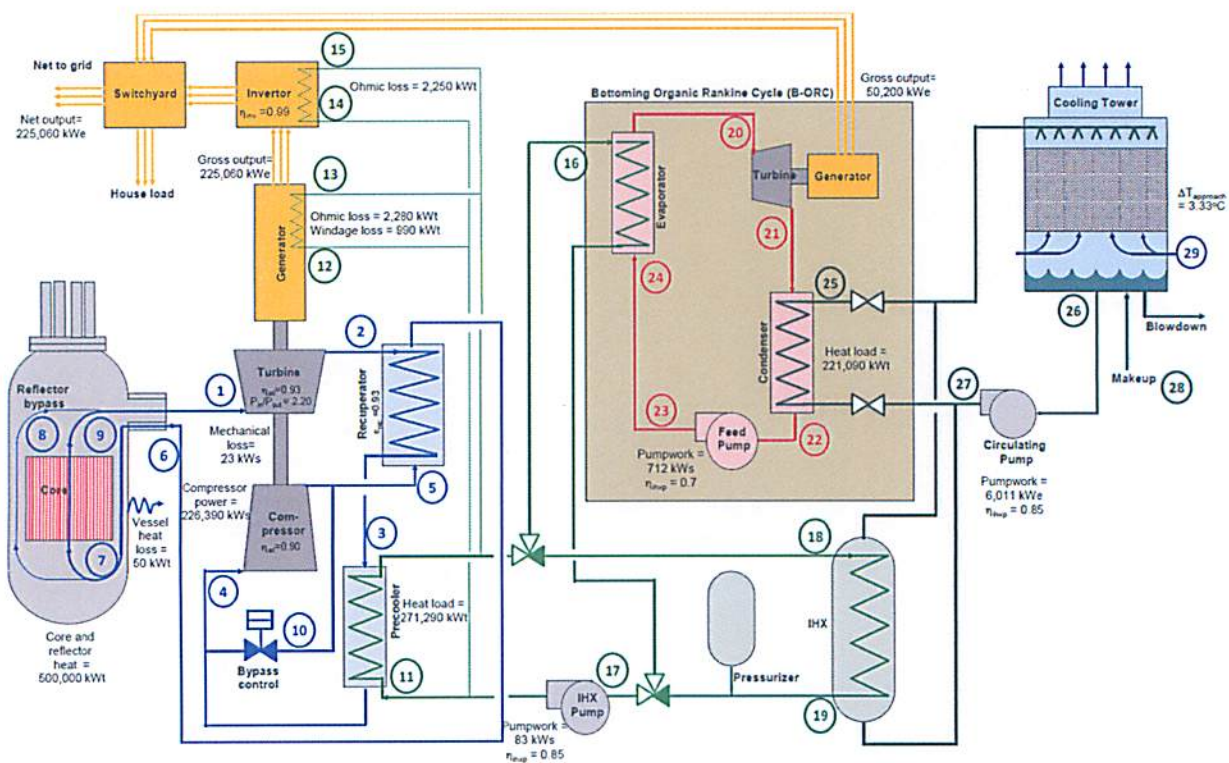 15
Net to grid
Switchyard
Invertor
ηinv =0.99
Ohmic loss = 2,250 kWt
14
Net output=
225,060 kWe
House load
Gross output=
225,060 kWe
13
Generator
Ohmic loss = 2,280 kWt
Windage loss = 990 kWt
12
Bottoming Organic Rankine Cycle (B-ORC)
Gross output=
50,200 kWe
16
Evaporator
20
Turbine
Generator
21
24
25
Condenser
Heat load =
221,090 kWt
23
Feed
Pump
22
Pumpwork =
712 kWs
= 0.7
Cooling Tower
ΔTapproach
= 3.33°C
29
26
Blowdown
Makeup
28
27
Circulating
Pump
Pumpwork =
6,011 kWe
= 0.85
Reflector
bypass
8
9
Core
7
6
Vessel
heat
loss =
50 kWt
Core and
reflector
heat =
500,000 kWt
1
Turbine
=0.93
Pin/Pout = 2.20
2
Recuperator
=0.93
Mechanical
loss=
23 kWs
Compressor
power =
226,390 kWs
Com-
pressor
=0.90
5
3
4
10
Bypass
control
Precooler
Heat load =
271,290 kWt
11
18
IHX
Pressurizer
17
IHX
Pump
19
Pumpwork =
83 kWs
= 0.85